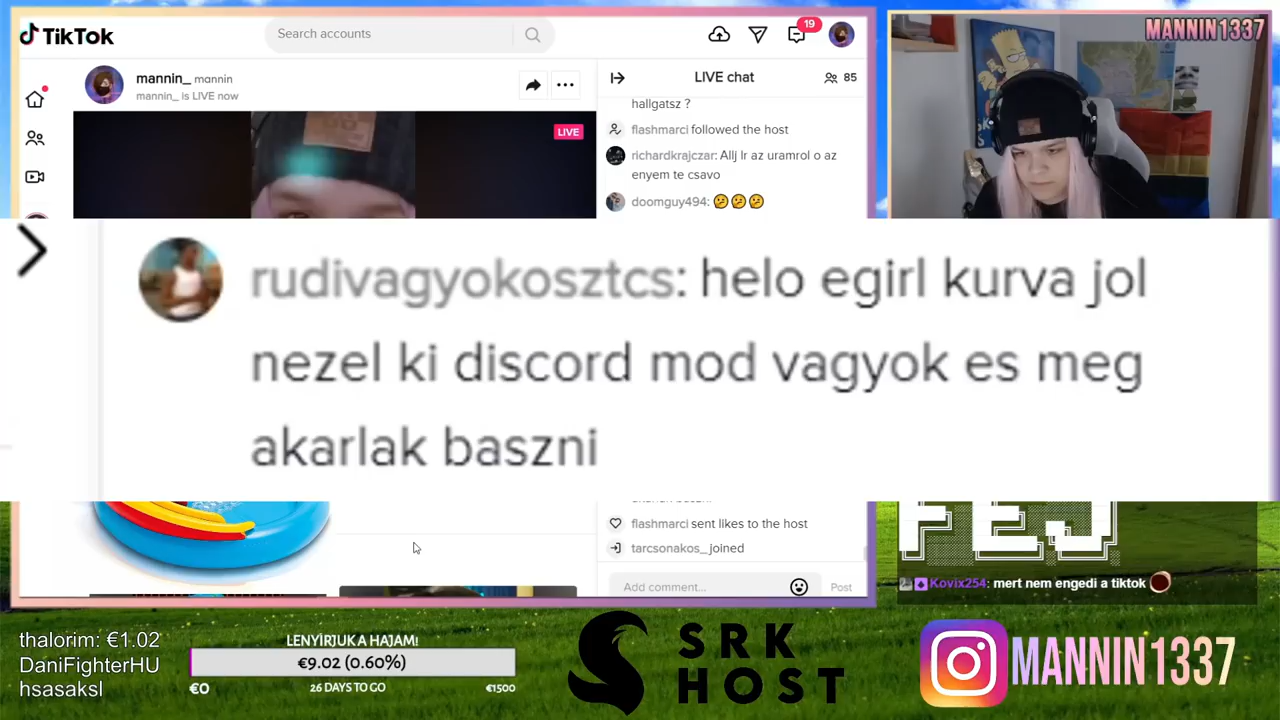 TikTok
Search accounts
19
MANNIN1337
mannin_ mannin
mannin_ is LIVE now
LIVE chat
85
LIVE
hallgatsz ?
flashmarci followed the host
richardkrajczar: Allj lr az uramrol o az
enyem te csavo
doomguy494: 🫤🫤🫤
rudivagyokosztcs: helo egirl kurva jol
nezel ki discord mod vagyok es meg
akarlak baszni
flashmarci sent likes to the host
tarcsonakos_ joined
Add comment...
Post
FEJ
Kovix254: mert nem engedi a tiktok
thalorim: €1.02
DaniFighterHU
hsasaksl
LENYÍRJUK A HAJAM!
€9.02 (0.60%)
€0
26 DAYS TO GO
€1500
SRK
HOST
MANNIN1337